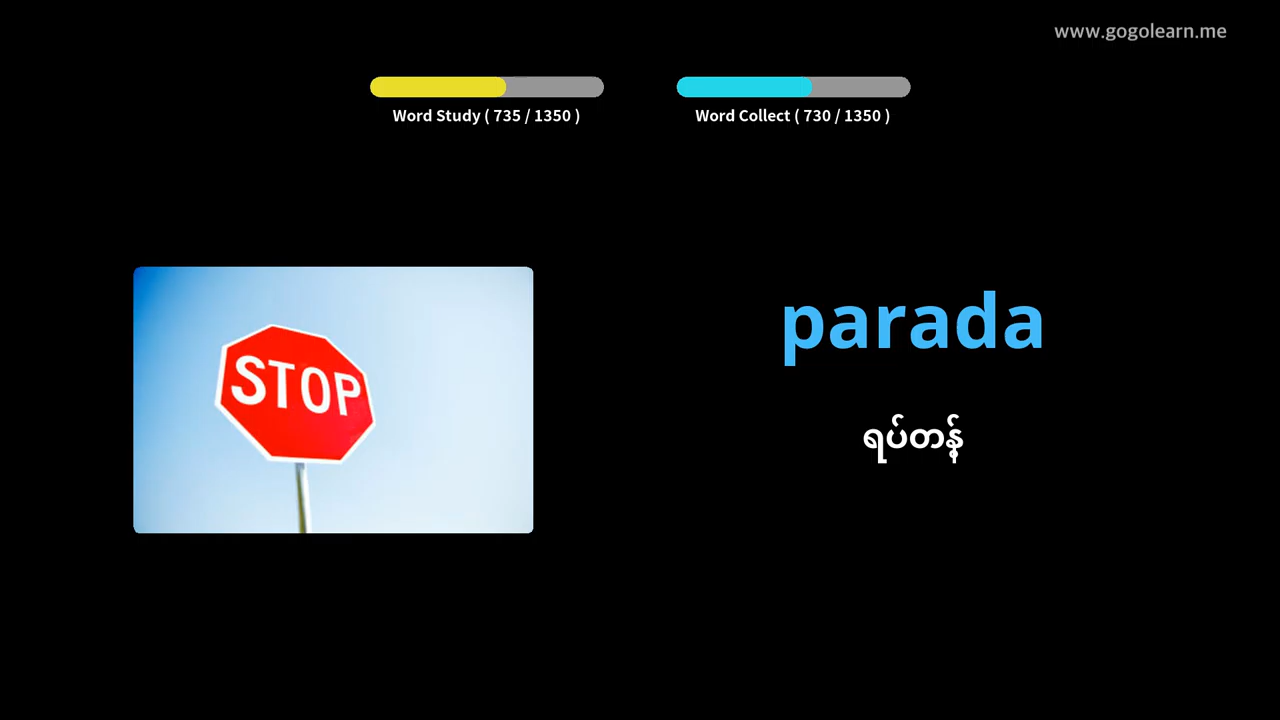 www.gogolearn.me
Word Study ( 735 / 1350 )
Word Collect ( 730 / 1350 )
STOP
parada
ရပ်တန့်